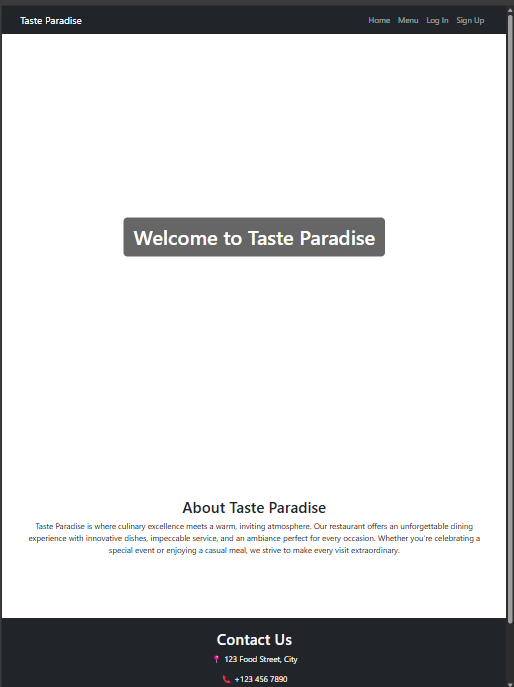 Taste Paradise
Home Menu Log In Sign Up
Welcome to Taste Paradise
About Taste Paradise
Taste Paradise is where culinary excellence meets a warm, inviting atmosphere. Our restaurant offers an unforgettable dining
experience with innovative dishes, impeccable service, and an ambiance perfect for every occasion. Whether you're celebrating a
special event or enjoying a casual meal, we strive to make every visit extraordinary.
Contact Us
📍 123 Food Street, City
📞 +123 456 7890